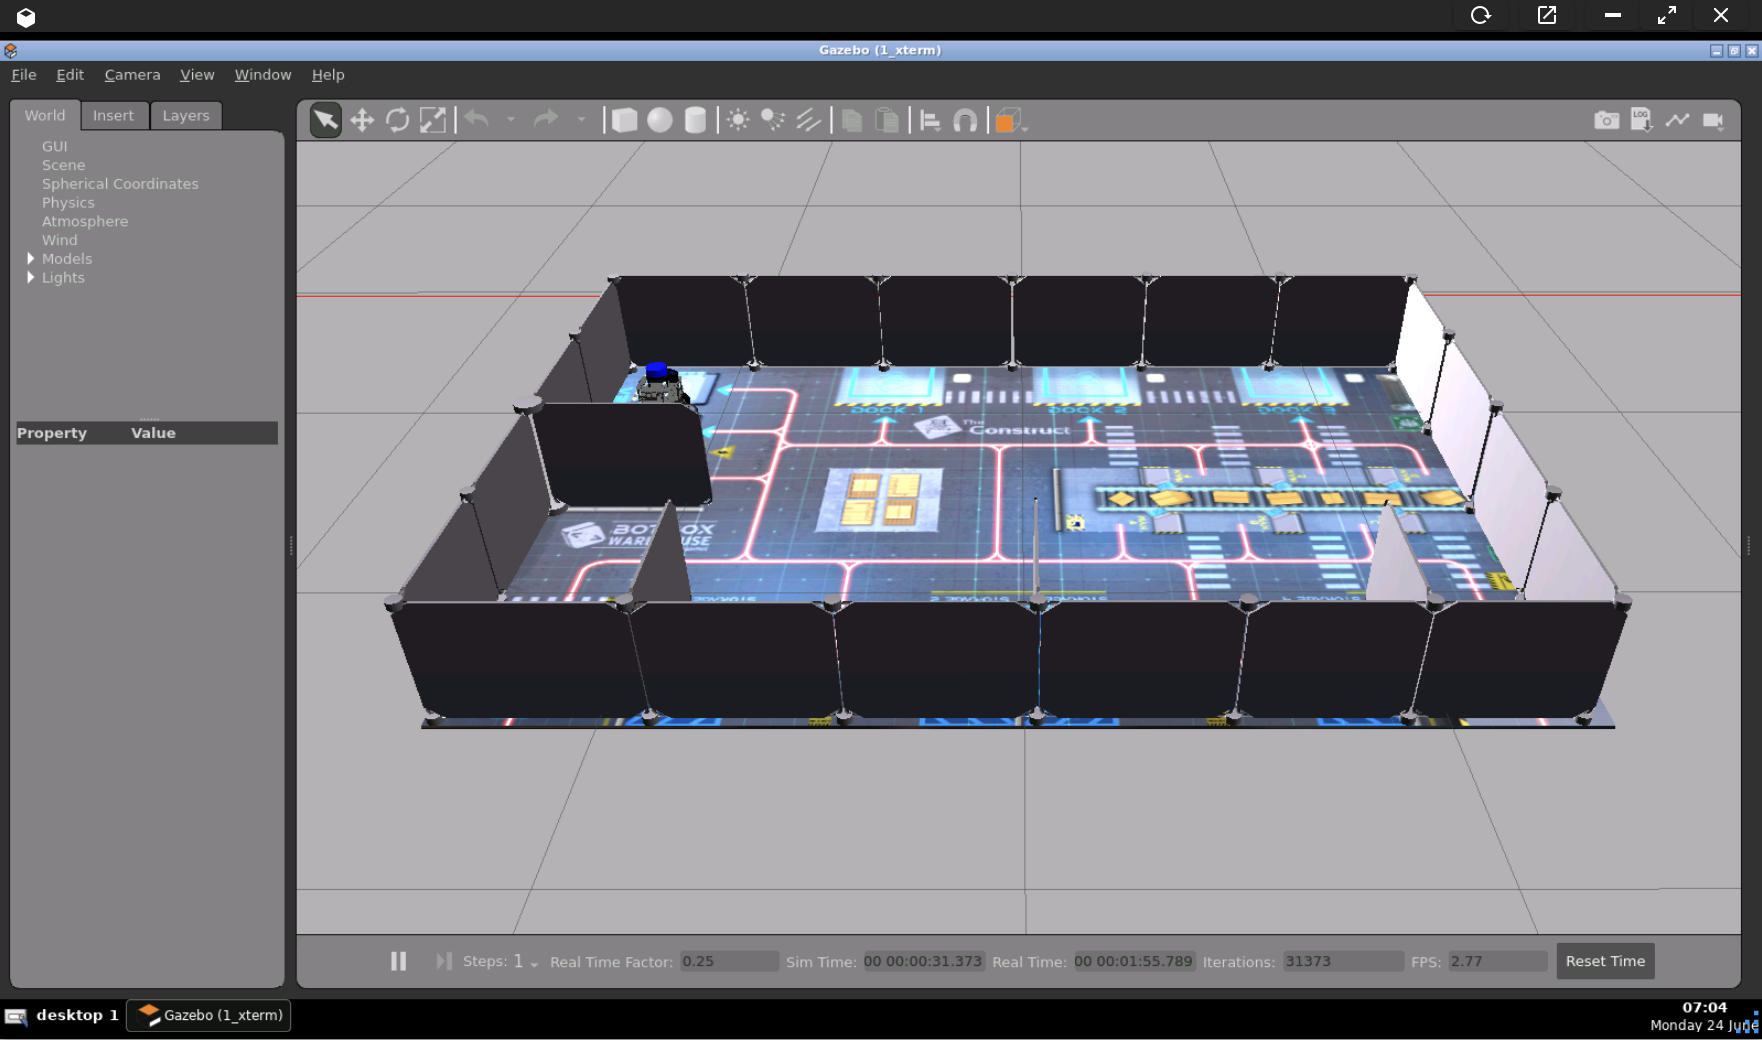 Gazebo (1_xterm)
File Edit Camera View Window Help
World Insert Layers
LOG
GUI
Scene
Spherical Coordinates
Physics
Atmosphere
Wind
Models
Lights
Property Value
DOCK 1 DOCK 2 DOCK 3
The Construct
BOTBOX
WAREHOUSE
Steps: 1 Real Time Factor: 0.25 Sim Time: 00 00:00:31.373 Real Time: 00 00:01:55.789 Iterations: 31373 FPS: 2.77 Reset Time
desktop 1 Gazebo (1_xterm) 07:04
Monday 24 June